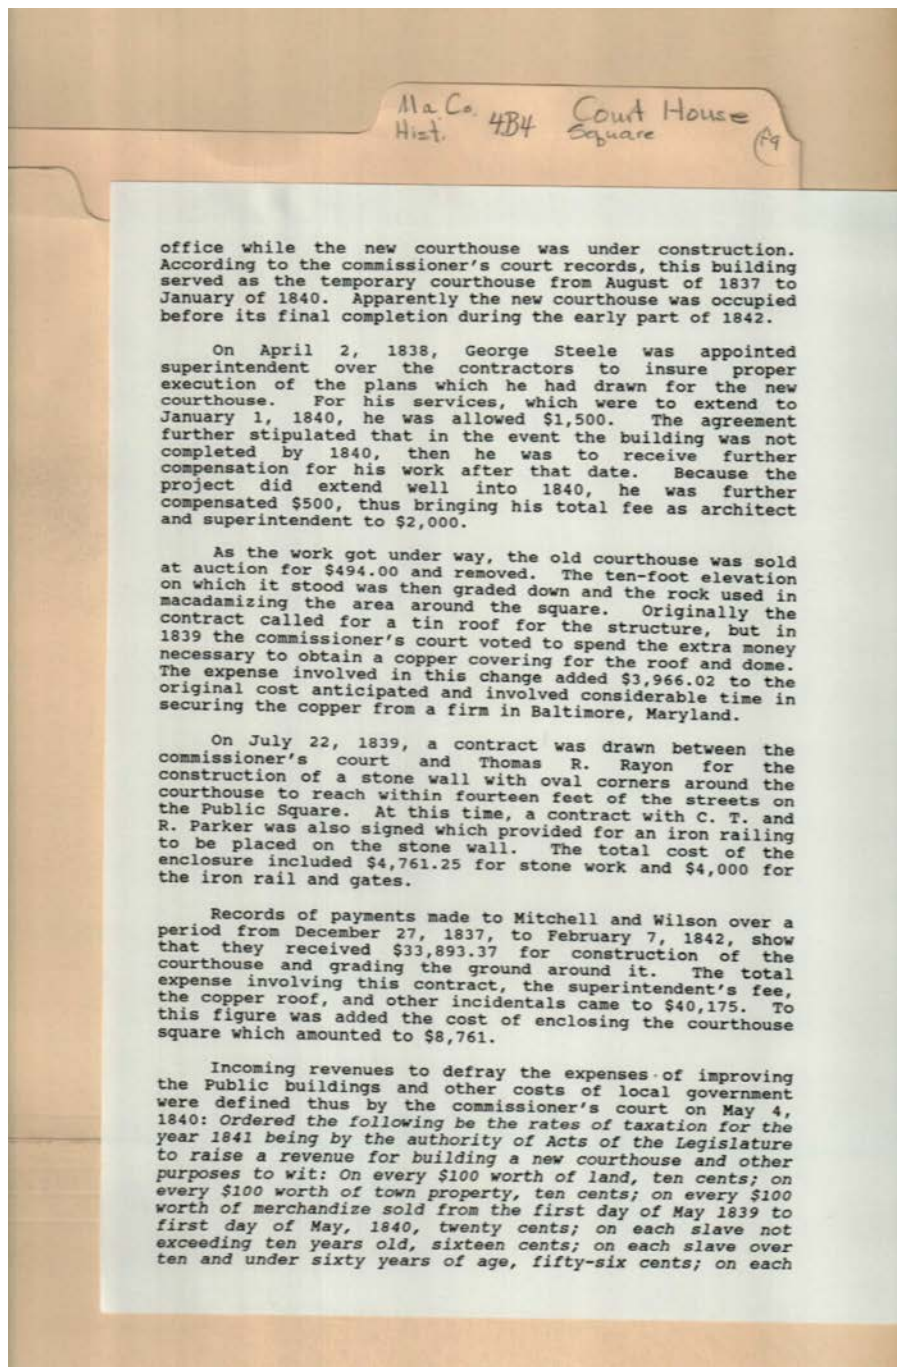 Ma. Co. 4B4 Court House
Hist. Square
office while the new courthouse was under construction.
According to the commissioner's court records, this building
served as the temporary courthouse from August of 1837 to
January of 1840. Apparently the new courthouse was occupied
before its final completion during the early part of 1842.
On April 2, 1838, George Steele was appointed
superintendent over the contractors to insure proper
execution of the plans which he had drawn for the new
courthouse. For his services, which were to extend to
January 1, 1840, he was allowed $1,500. The agreement
further stipulated that in the event the building was not
completed by 1840, then he was to receive further
compensation for his work after that date. Because the
project did extend well into 1840, he was further
compensated $500, thus bringing his total fee as architect
and superintendent to $2,000.
As the work got under way, the old courthouse was sold
at auction for $494.00 and removed. The ten-foot elevation
on which it stood was then graded down and the rock used in
macadamizing the area around the square. Originally the
contract called for a tin roof for the structure, but in
1839 the commissioner's court voted to spend the extra money
necessary to obtain a copper covering for the roof and dome.
The expense involved in this change added $3,966.02 to the
original cost anticipated and involved considerable time in
securing the copper from a firm in Baltimore, Maryland.
On July 22, 1839, a contract was drawn between the
commissioner's court and Thomas R. Rayon for the
construction of a stone wall with oval corners around the
courthouse to reach within fourteen feet of the streets on
the Public Square. At this time, a contract with C. T. and
R. Parker was also signed which provided for an iron railing
to be placed on the stone wall. The total cost of the
enclosure included $4,761.25 for stone work and $4,000 for
the iron rail and gates.
Records of payments made to Mitchell and Wilson over a
period from December 27, 1837, to February 7, 1842, show
that they received $33,893.37 for construction of the
courthouse and grading the ground around it. The total
expense involving this contract, the superintendent's fee,
the copper roof, and other incidentals came to $40,175. To
this figure was added the cost of enclosing the courthouse
square which amounted to $8,761.
Incoming revenues to defray the expenses of improving
the Public buildings and other costs of local government
were defined thus by the commissioner's court on May 4,
1840: Ordered the following be the rates of taxation for the
year 1841 being by the authority of Acts of the Legislature
to raise a revenue for building a new courthouse and other
purposes to wit: On every $100 worth of land, ten cents; on
every $100 worth of town property, ten cents; on every $100
worth of merchandize sold from the first day of May 1839 to
first day of May, 1840, twenty cents; on each slave not
exceeding ten years old, sixteen cents; on each slave over
ten and under sixty years of age, fifty-six cents; on each